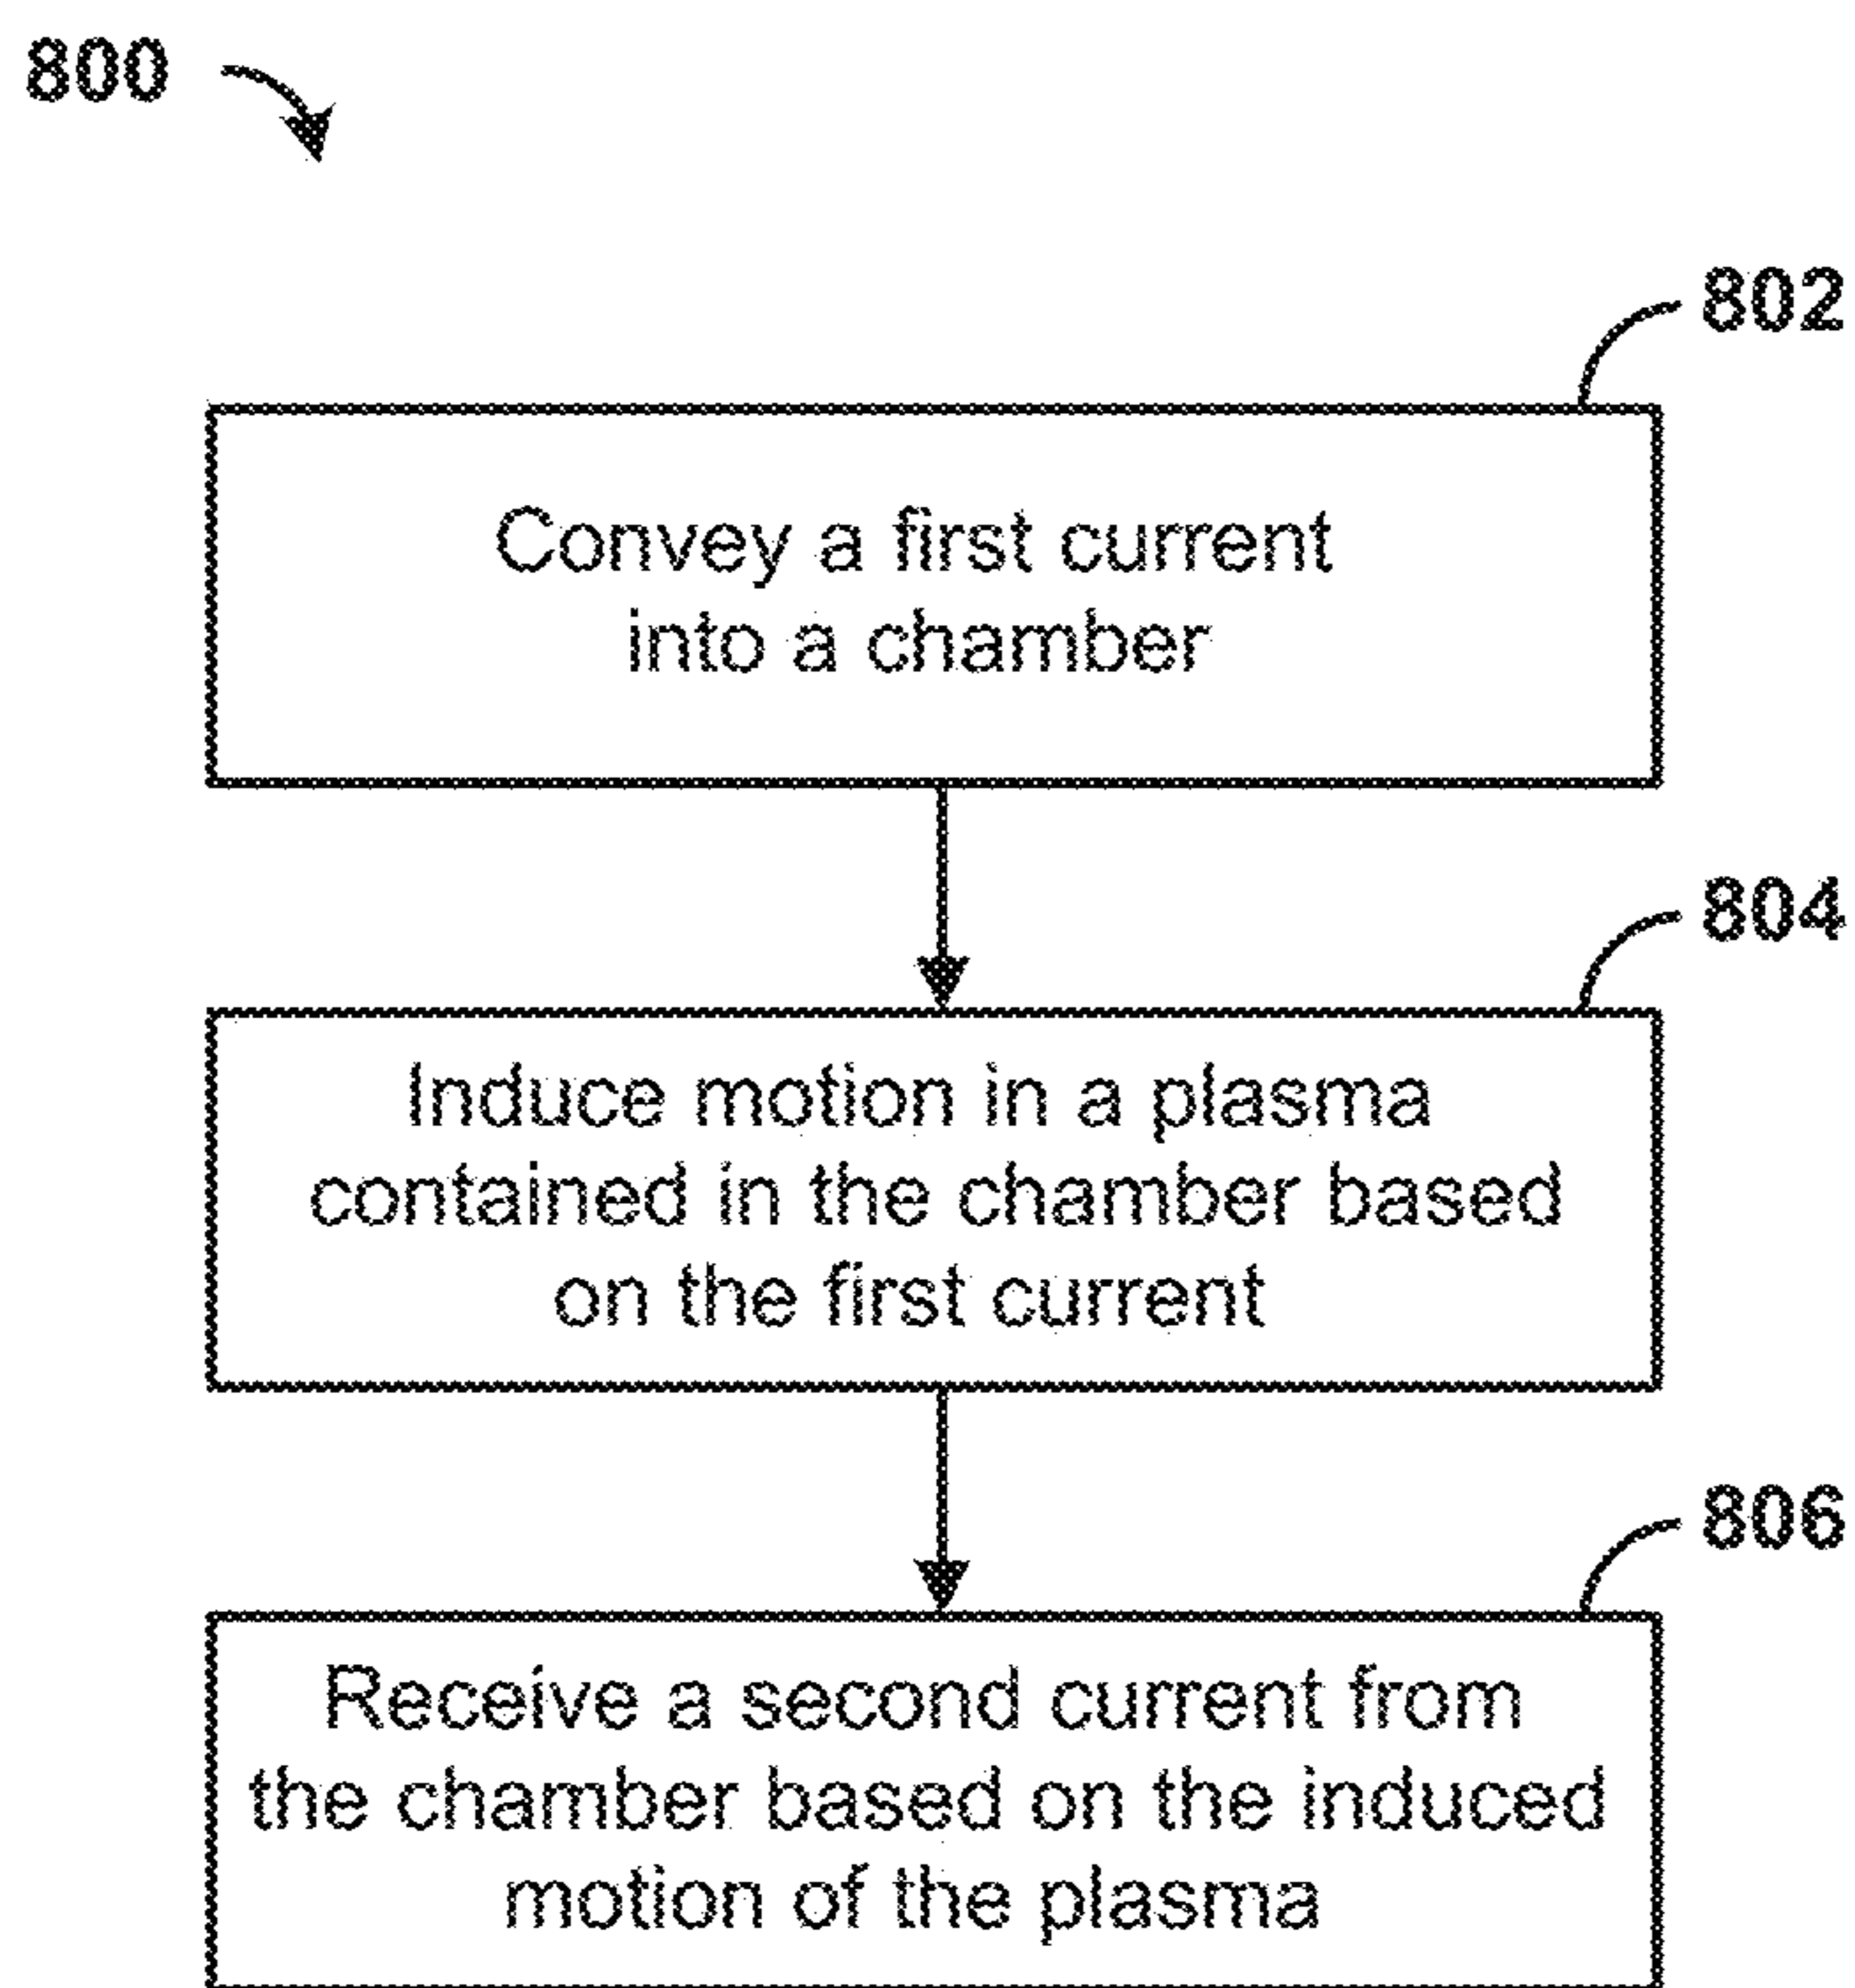 800
802
Convey a first current
into a chamber
804
Induce motion in a plasma
contained in the chamber based
on the first current
806
Receive a second current from
the chamber based on the induced
motion of the plasma